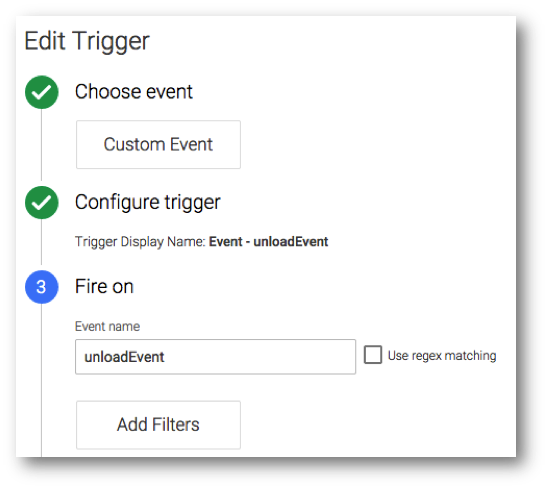 Edit Trigger
Choose event
Custom Event
Configure trigger
Trigger Display Name: Event - unloadEvent
3 Fire on
Event name
unloadEvent Use regex matching
Add Filters